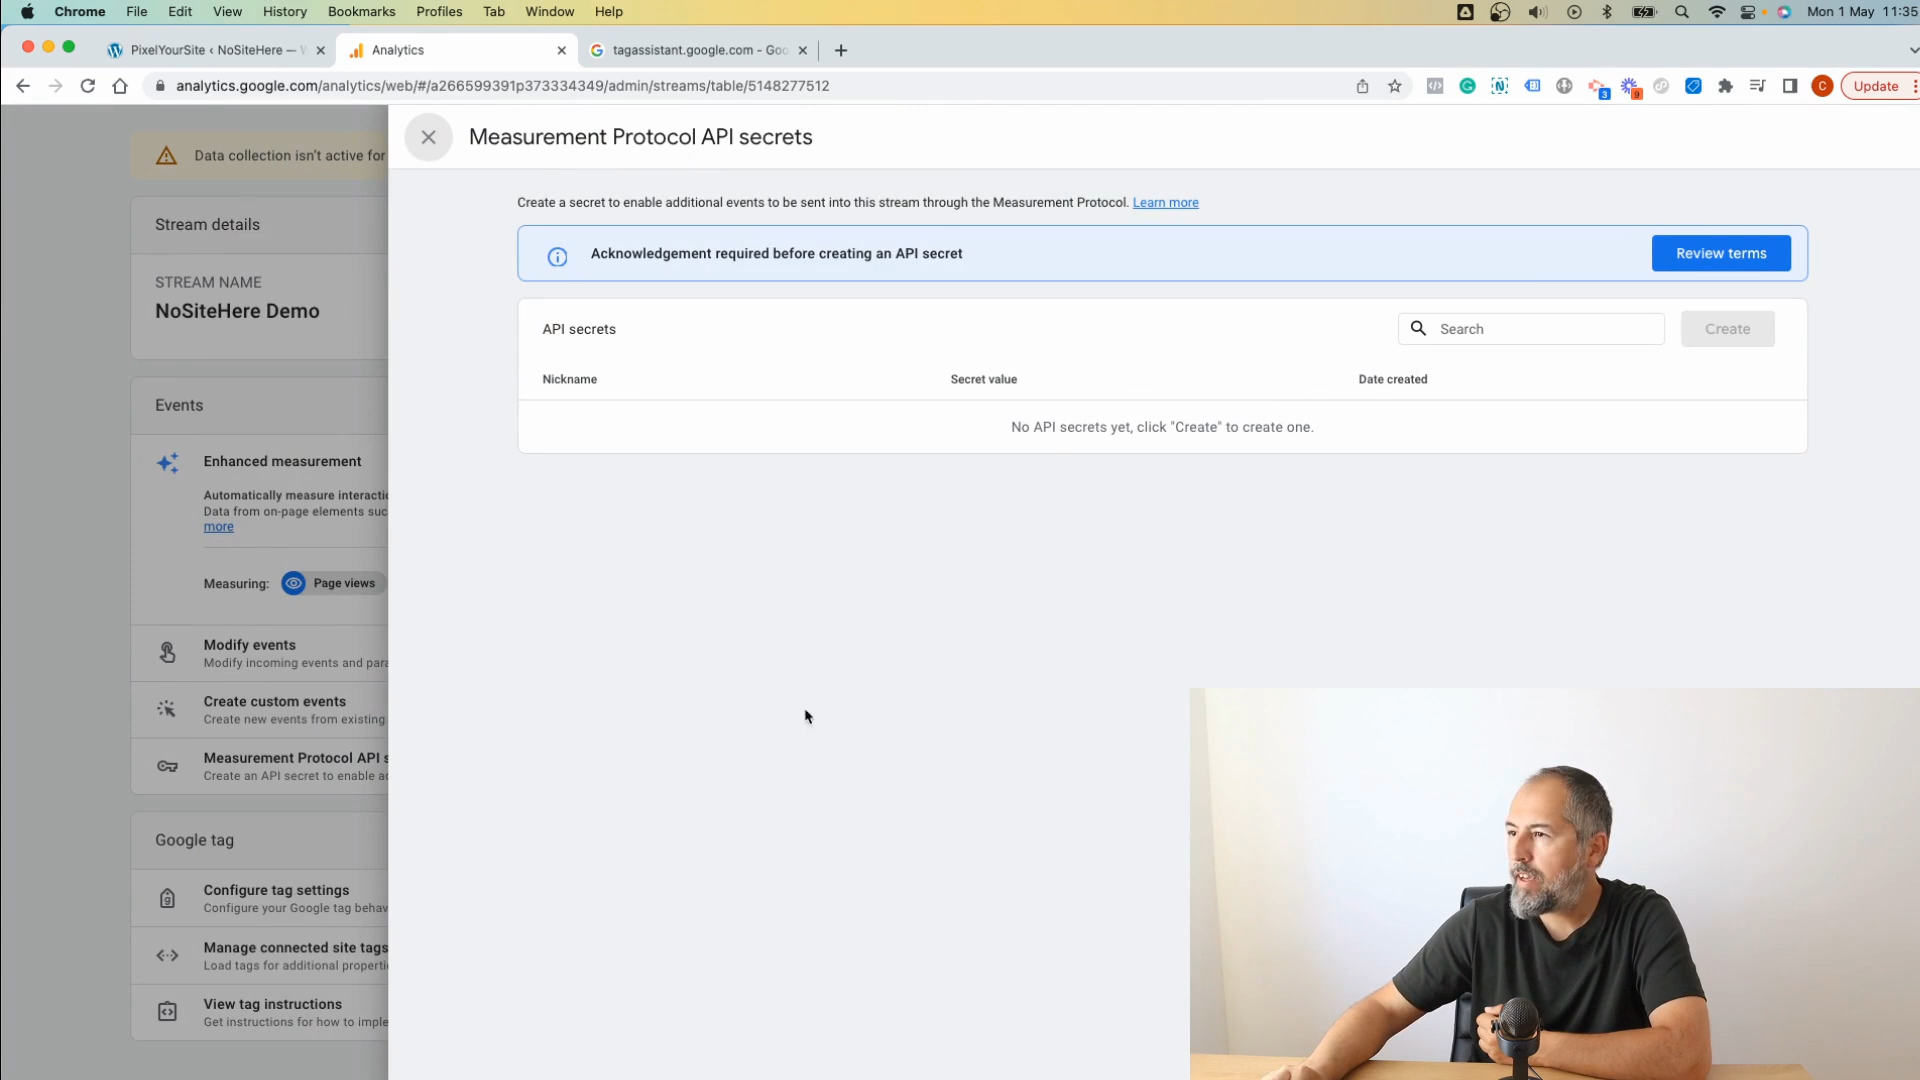 Chrome File Edit View History Bookmarks Profiles Tab Window Help Mon 1 May 11:35
PixelYourSite ‹ NoSiteHere — Analytics tagassistant.google.com - Goo
analytics.google.com/analytics/web/#/a266599391p373334349/admin/streams/table/5148277512 3 9 C Update
Measurement Protocol API secrets
Data collection isn't active for
Create a secret to enable additional events to be sent into this stream through the Measurement Protocol. Learn more
Stream details
Acknowledgement required before creating an API secret Review terms
STREAM NAME
NoSiteHere Demo
API secrets Search Create
Nickname Secret value Date created
Events
No API secrets yet, click "Create" to create one.
Enhanced measurement
Automatically measure interactio
Data from on-page elements suc
more
Measuring: Page views
Modify events
Modify incoming events and para
Create custom events
Create new events from existing
Measurement Protocol API s
Create an API secret to enable ad
Google tag
Configure tag settings
Configure your Google tag behav
Manage connected site tags
Load tags for additional properti
View tag instructions
Get instructions for how to imple